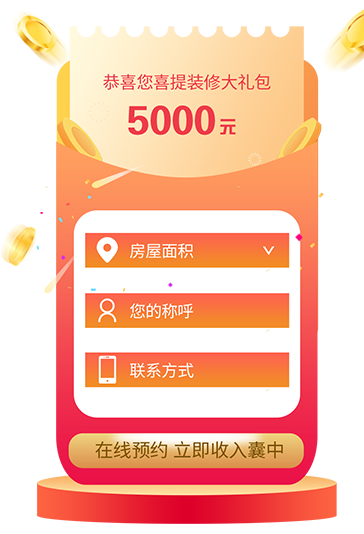 恭喜您喜提装修大礼包
5000元
房屋面积
您的称呼
联系方式
在线预约 立即收入囊中